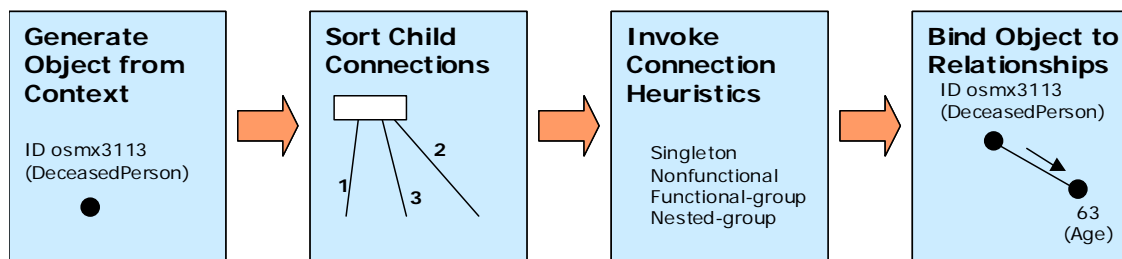 Generate
Object from
Context
ID osmx3113
(DeceasedPerson)
Sort Child
Connections
1
3
2
Invoke
Connection
Heuristics
Singleton
Nonfunctional
Functional-group
Nested-group
Bind Object to
Relationships
ID osmx3113
(DeceasedPerson)
63
(Age)